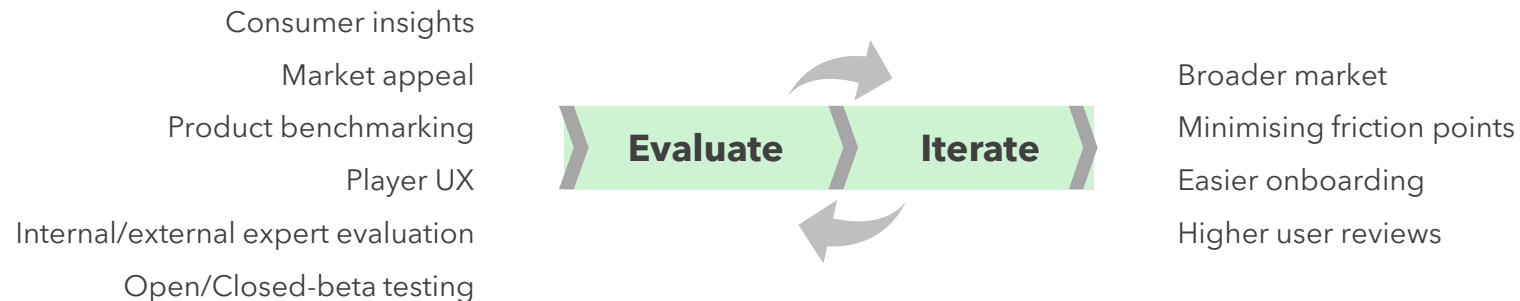 Consumer insights
Market appeal
Product benchmarking
Player UX
Internal/external expert evaluation
Open/Closed-beta testing
Evaluate
Iterate
Broader market
Minimising friction points
Easier onboarding
Higher user reviews